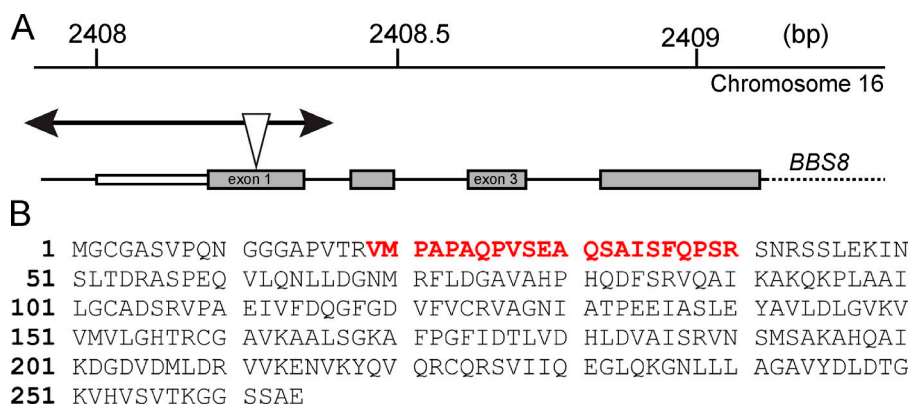 A
2408 2408.5 2409 (bp)
Chromosome 16
BBS8
exon 1 exon 3
B
1 MGCGASVPQN GGGAPVTRVM PAPAQPVSEA QSAISFQPSR SNRSSLEKIN
51 SLTDRASPEQ VLQNLLDGNM RFLDGAVAHP HQDFSRVQAI KAKQKPLAAI
101 LGCADSRVPA EIVFDQGFGD VFVCRVAGNI ATPEEIASLE YAVLDLGVKV
151 VMVLGHTRCG AVKAALSGKA FPGFIDTLVD HLDVAISRVN SMSAKAHQAI
201 KDGDVDMLDR VVKENVKYQV QRCQRSVIIQ EGLQKGNLLL AGAVYDLDTG
251 KVHVSVTKGG SSAE